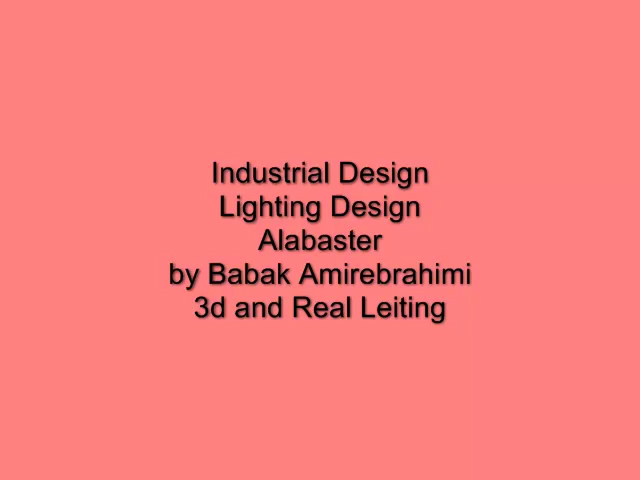 Industrial Design
Lighting Design
Alabaster
by Babak Amirebrahimi
3d and Real Leiting